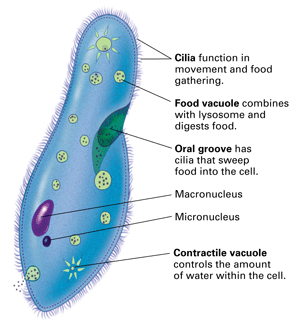 Cilia function in
movement and food
gathering.
Food vacuole combines
with lysosome and
digests food.
Oral groove has
cilia that sweep
food into the cell.
Macronucleus
Micronucleus
Contractile vacuole
controls the amount
of water within the cell.